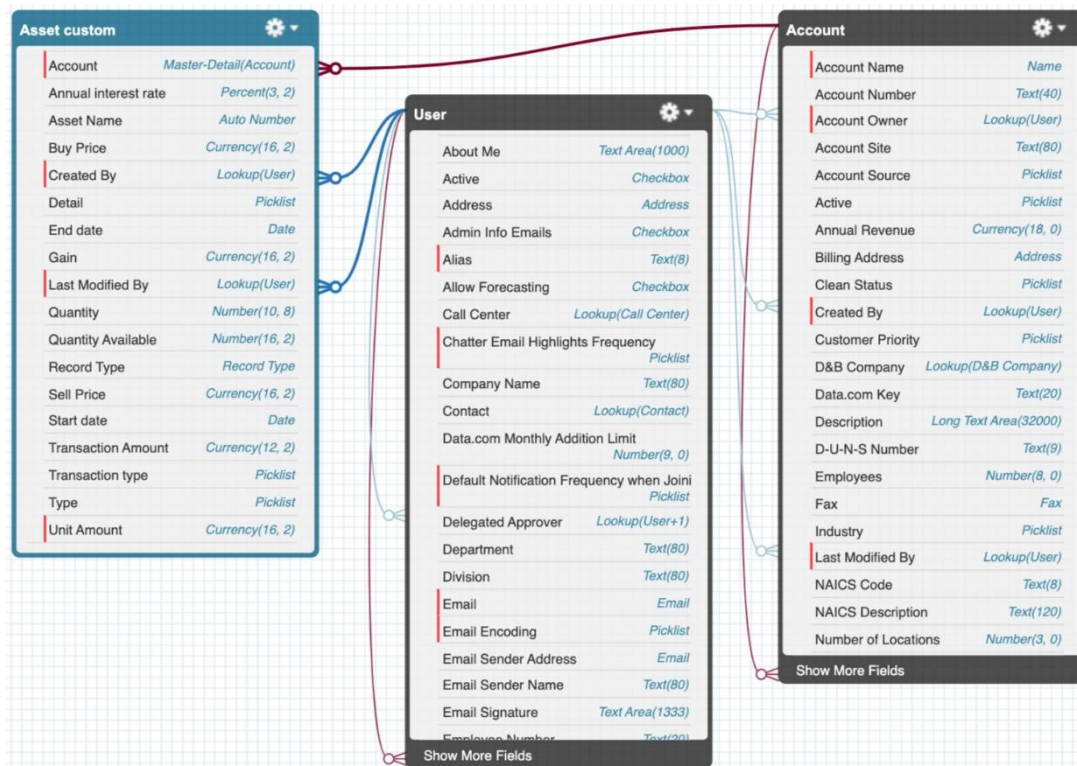 Asset custom
Account Master-Detail(Account)
Annual interest rate Percent(3, 2)
Asset Name Auto Number
Buy Price Currency(16, 2)
Created By Lookup(User)
Detail Picklist
End date Date
Gain Currency(16, 2)
Last Modified By Lookup(User)
Quantity Number(10, 8)
Quantity Available Number(16, 2)
Record Type Record Type
Sell Price Currency(16, 2)
Start date Date
Transaction Amount Currency(12, 2)
Transaction type Picklist
Type Picklist
Unit Amount Currency(16, 2)
User
About Me Text Area(1000)
Active Checkbox
Address Address
Admin Info Emails Checkbox
Alias Text(8)
Allow Forecasting Checkbox
Call Center Lookup(Call Center)
Chatter Email Highlights Frequency
Picklist
Company Name Text(80)
Contact Lookup(Contact)
Data.com Monthly Addition Limit
Number(9, 0)
Default Notification Frequency when Joini
Picklist
Delegated Approver Lookup(User+1)
Department Text(80)
Division Text(80)
Email Email
Email Encoding Picklist
Email Sender Address Email
Email Sender Name Text(80)
Email Signature Text Area(1333)
Employee Number Text(20)
Show More Fields
Account
Account Name Name
Account Number Text(40)
Account Owner Lookup(User)
Account Site Text(80)
Account Source Picklist
Active Picklist
Annual Revenue Currency(18, 0)
Billing Address Address
Clean Status Picklist
Created By Lookup(User)
Customer Priority Picklist
D&B Company Lookup(D&B Company)
Data.com Key Text(20)
Description Long Text Area(32000)
D-U-N-S Number Text(9)
Employees Number(8, 0)
Fax Fax
Industry Picklist
Last Modified By Lookup(User)
NAICS Code Text(8)
NAICS Description Text(120)
Number of Locations Number(3, 0)
Show More Fields